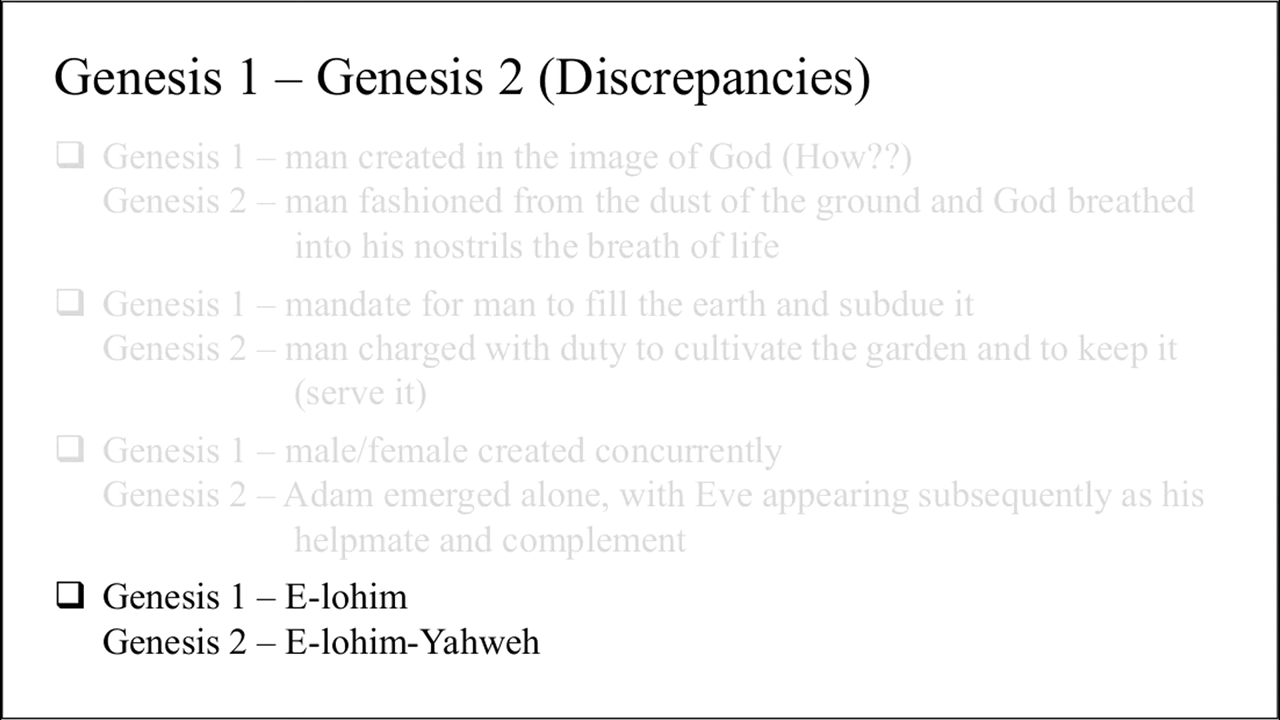 Genesis 1 – Genesis 2 (Discrepancies)
❑ Genesis 1 – man created in the image of God (How??)
Genesis 2 – man fashioned from the dust of the ground and God breathed
into his nostrils the breath of life
❑ Genesis 1 – mandate for man to fill the earth and subdue it
Genesis 2 – man charged with duty to cultivate the garden and to keep it
(serve it)
❑ Genesis 1 – male/female created concurrently
Genesis 2 – Adam emerged alone, with Eve appearing subsequently as his
helpmate and complement
❑ Genesis 1 – E-lohim
Genesis 2 – E-lohim-Yahweh